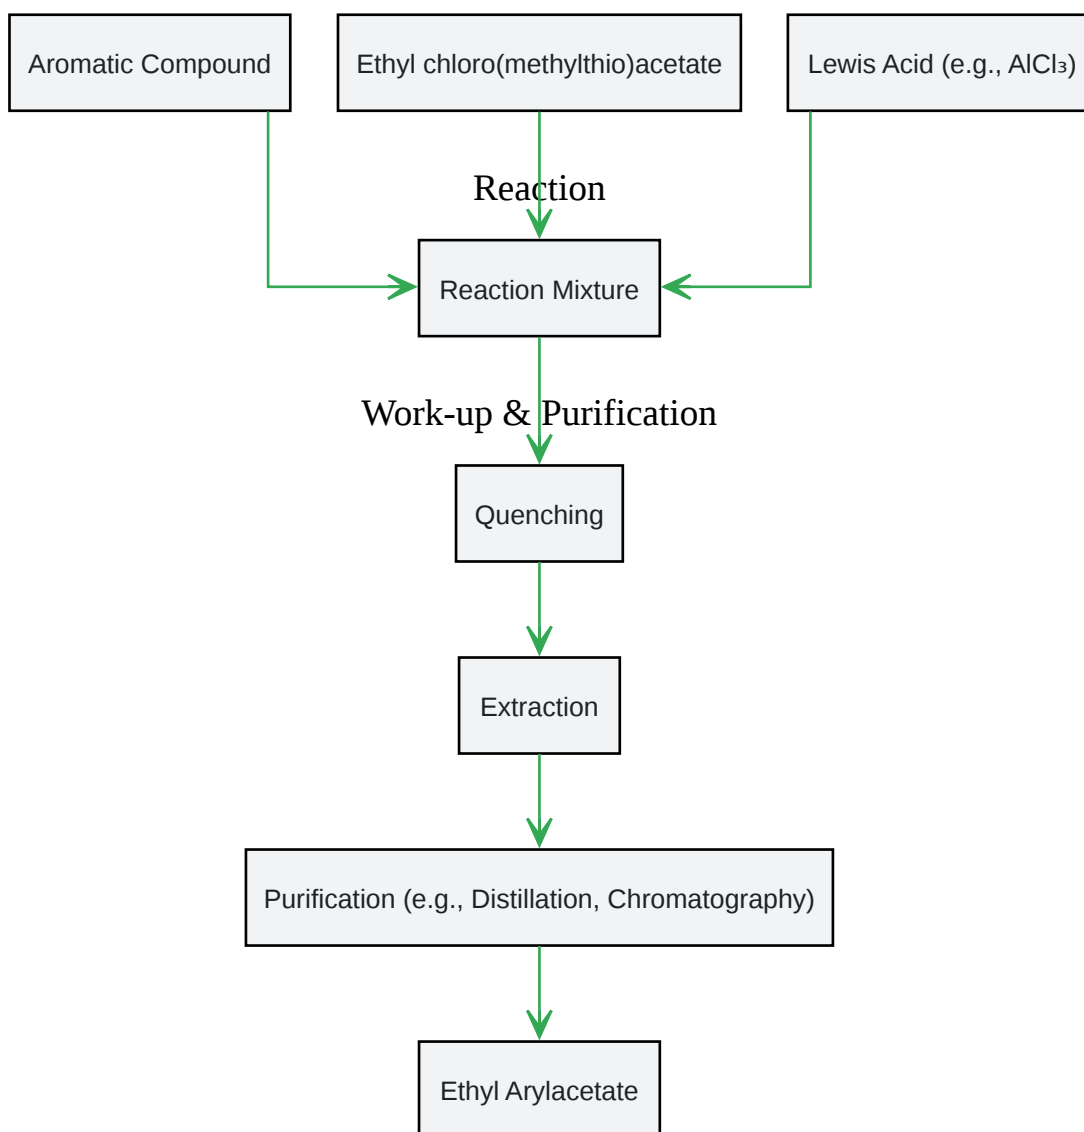 Aromatic Compound
Ethyl chloro(methylthio)acetate
Lewis Acid (e.g., AlCl₃)
Reaction
Reaction Mixture
Work-up & Purification
Quenching
Extraction
Purification (e.g., Distillation, Chromatography)
Ethyl Arylacetate